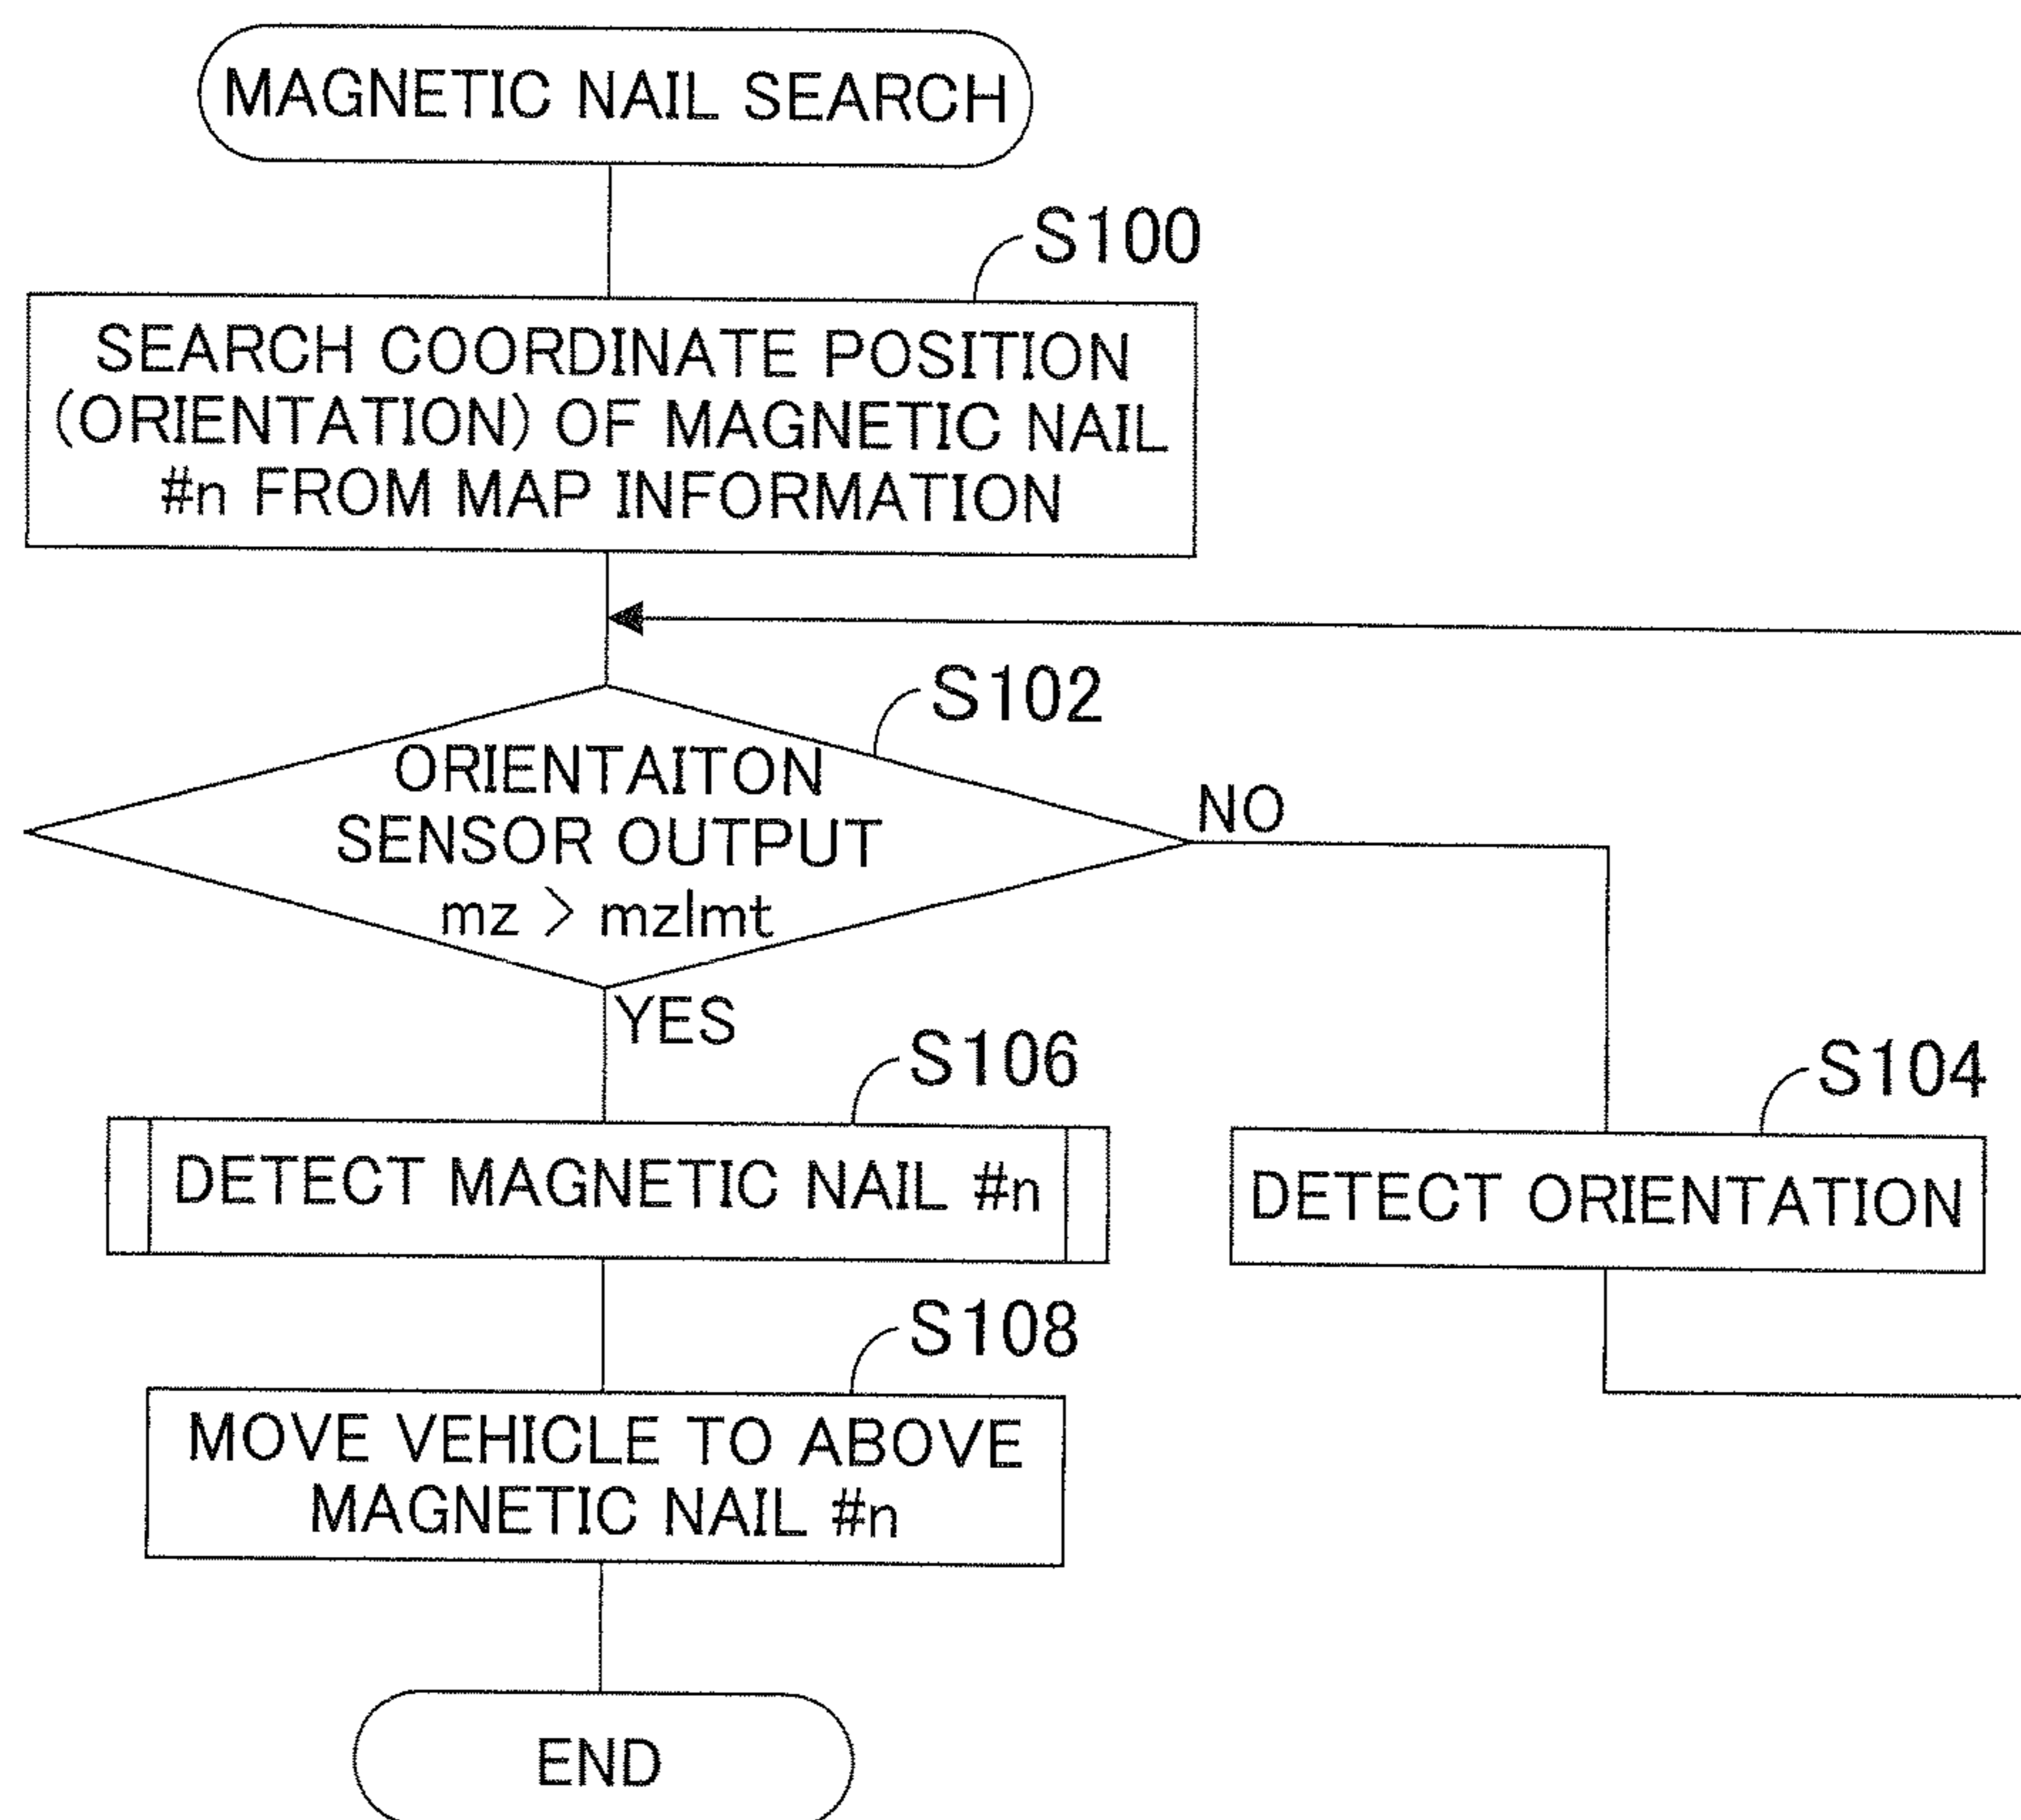 MAGNETIC NAIL SEARCH
S100
SEARCH COORDINATE POSITION
(ORIENTATION) OF MAGNETIC NAIL
#n FROM MAP INFORMATION
S102
ORIENTAITON
SENSOR OUTPUT
mz > mzlmt
NO
YES
S106
DETECT MAGNETIC NAIL #n
S104
DETECT ORIENTATION
S108
MOVE VEHICLE TO ABOVE
MAGNETIC NAIL #n
END